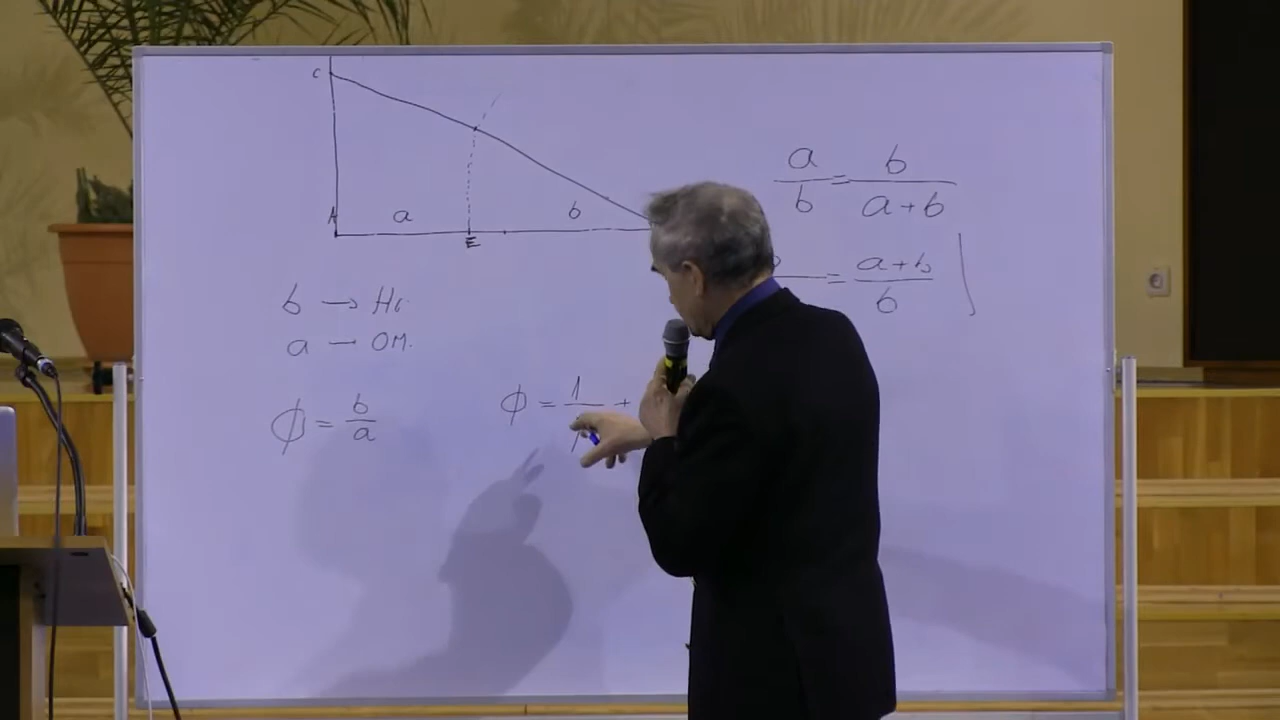 C
A a E b
a/b = b/(a+b)
= (a+b)/b
b → Нс.
a → ОМ.
ϕ = b/a
ϕ = 1/ +